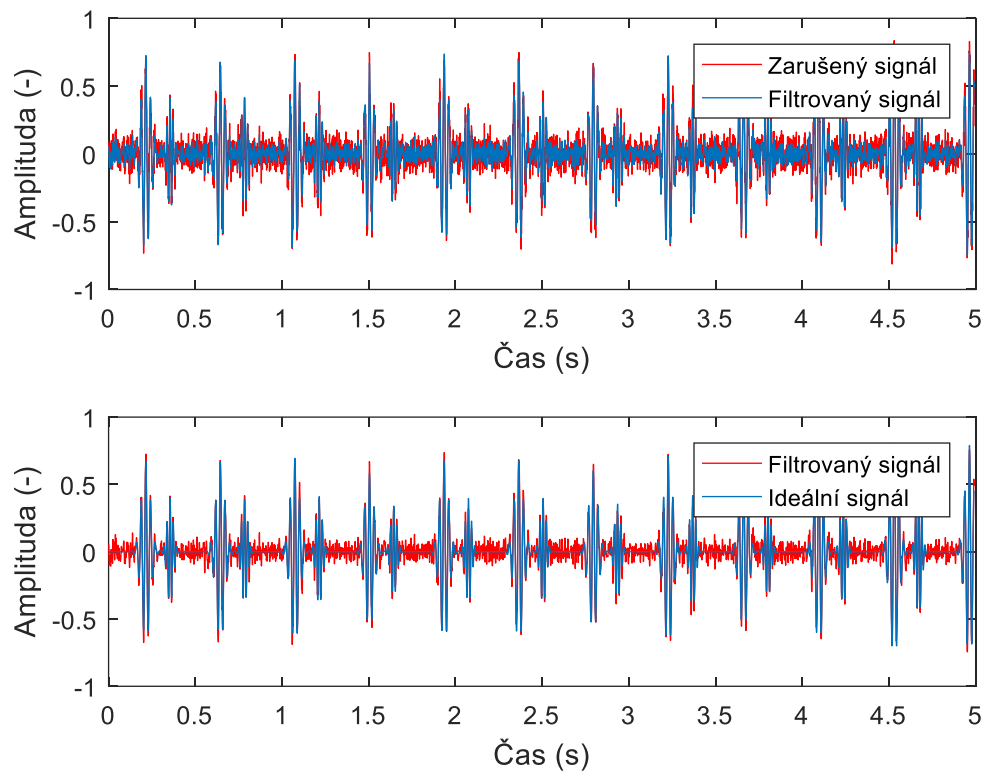 1
0.5
0
-0.5
-1
Amplituda (-)
Zarušený signál
Filtrovaný signál
0 0.5 1 1.5 2 2.5 3 3.5 4 4.5 5
Čas (s)
1
0.5
0
-0.5
-1
Amplituda (-)
Filtrovaný signál
Ideální signál
0 0.5 1 1.5 2 2.5 3 3.5 4 4.5 5
Čas (s)